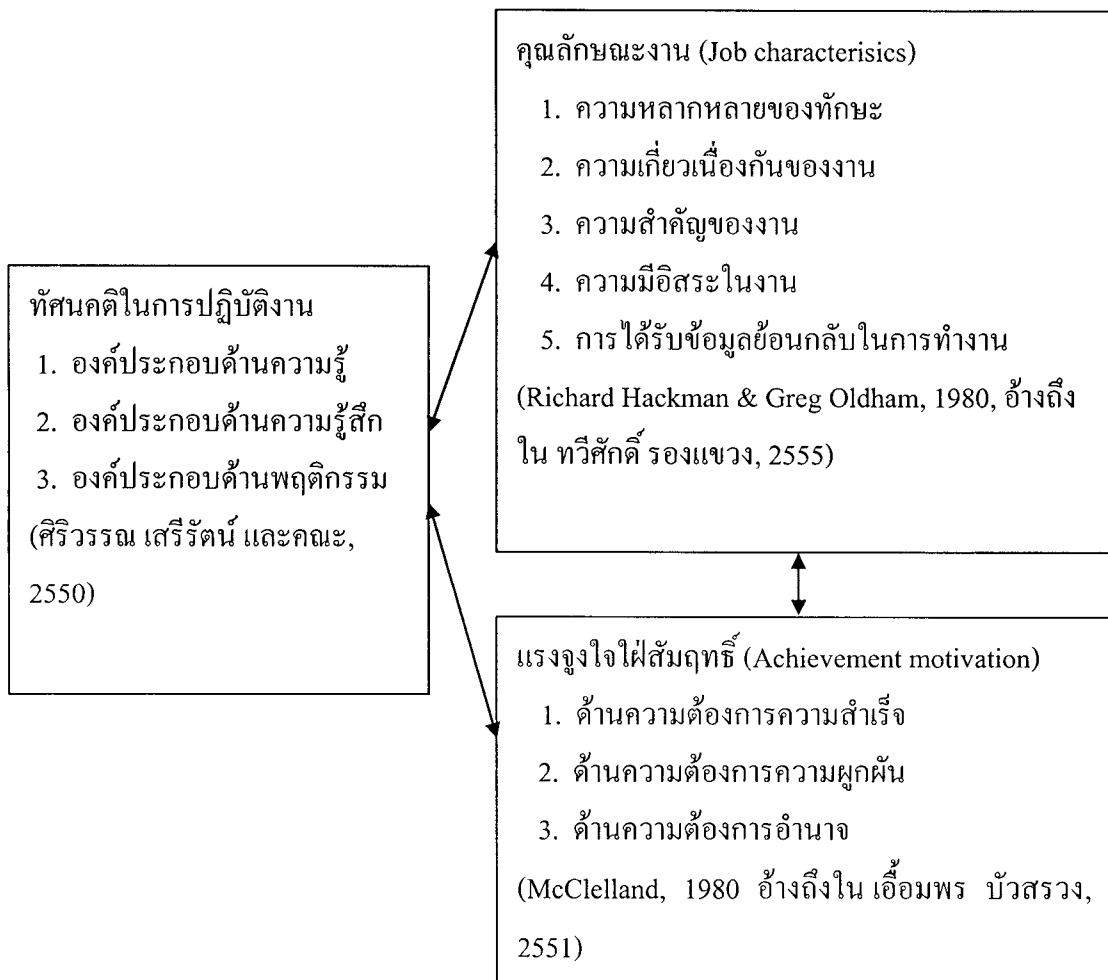 คุณลักษณะงาน (Job characterisics)
1. ความหลากหลายของทักษะ
2. ความเกี่ยวเนื่องกันของงาน
3. ความสำคัญของงาน
4. ความมีอิสระในงาน
5. การได้รับข้อมูลย้อนกลับในการทำงาน
(Richard Hackman & Greg Oldham, 1980, อ้างถึง
ใน ทวีศักดิ์ รองแขวง, 2555)
ทัศนคติในการปฏิบัติงาน
1. องค์ประกอบด้านความรู้
2. องค์ประกอบด้านความรู้สึก
3. องค์ประกอบด้านพฤติกรรม
(ศิริวรรณ เสรีรัตน์ และคณะ,
2550)
แรงจูงใจใฝ่สัมฤทธิ์ (Achievement motivation)
1. ด้านความต้องการความสำเร็จ
2. ด้านความต้องการความผูกผัน
3. ด้านความต้องการอำนาจ
(McClelland, 1980 อ้างถึงใน เอื้อมพร บัวสรวง,
2551)